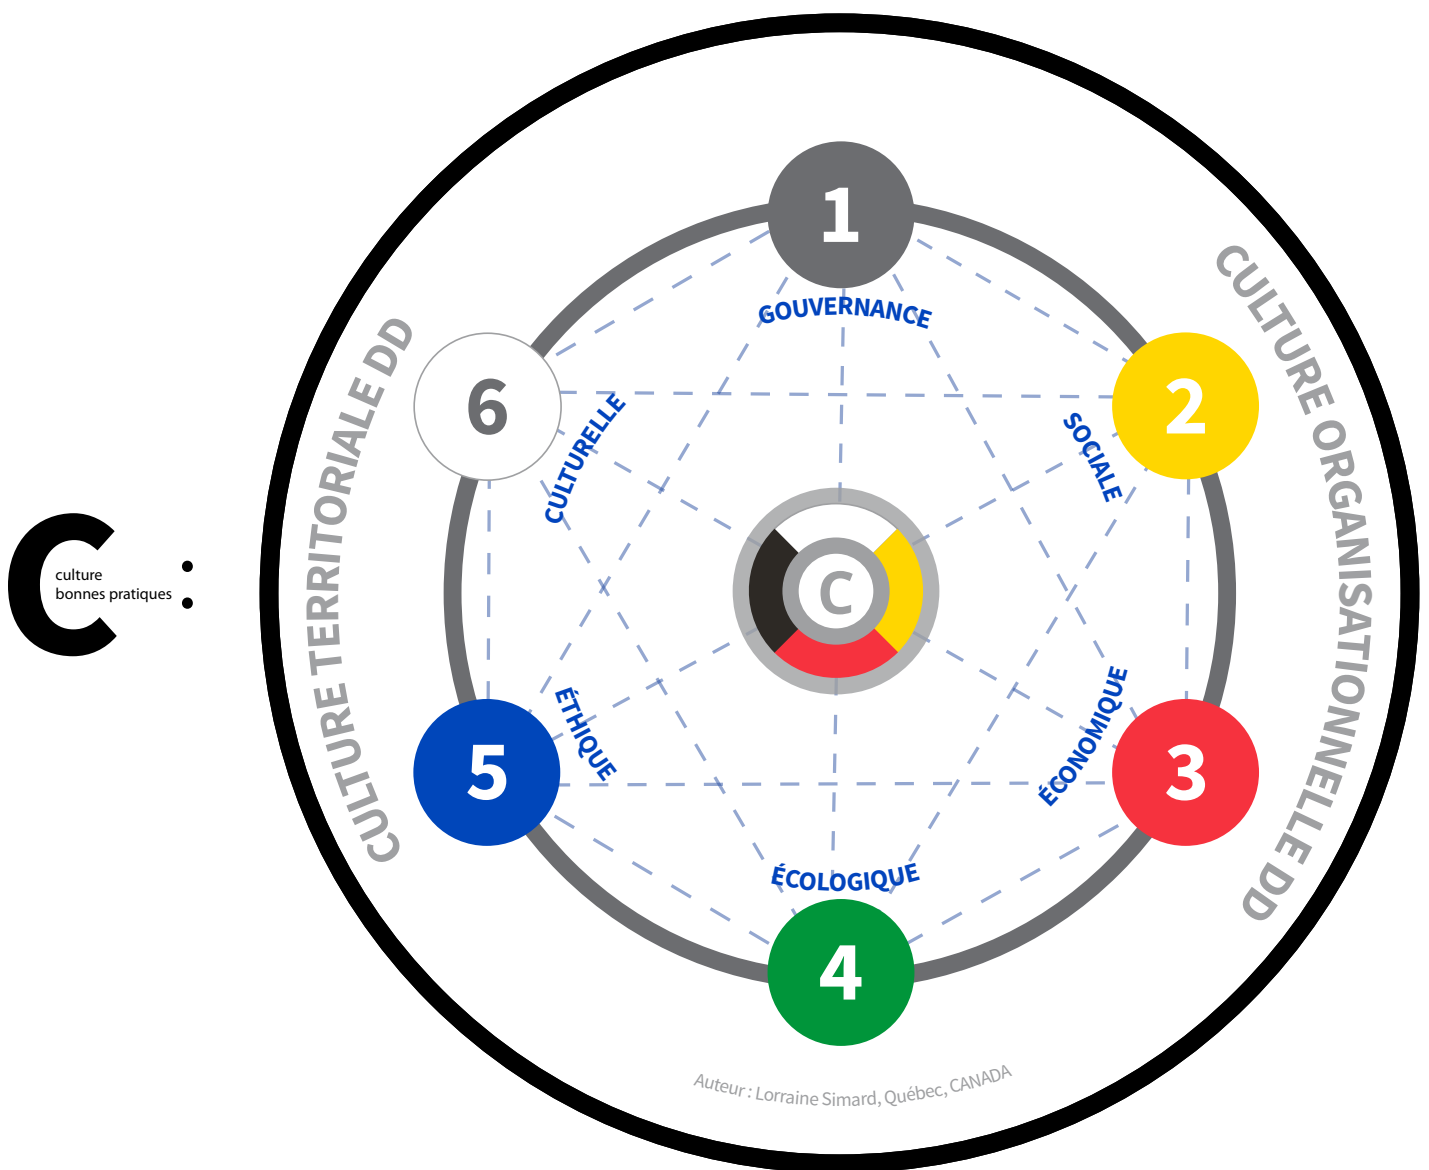 C
culture
bonnes pratiques :
CULTURE TERRITORIALE DD
CULTURE ORGANISATIONNELLE DD
1
GOUVERNANCE
2
SOCIALE
3
ÉCONOMIQUE
4
ÉCOLOGIQUE
5
ÉTHIQUE
6
CULTURELLE
C
Auteur : Lorraine Simard, Québec, CANADA